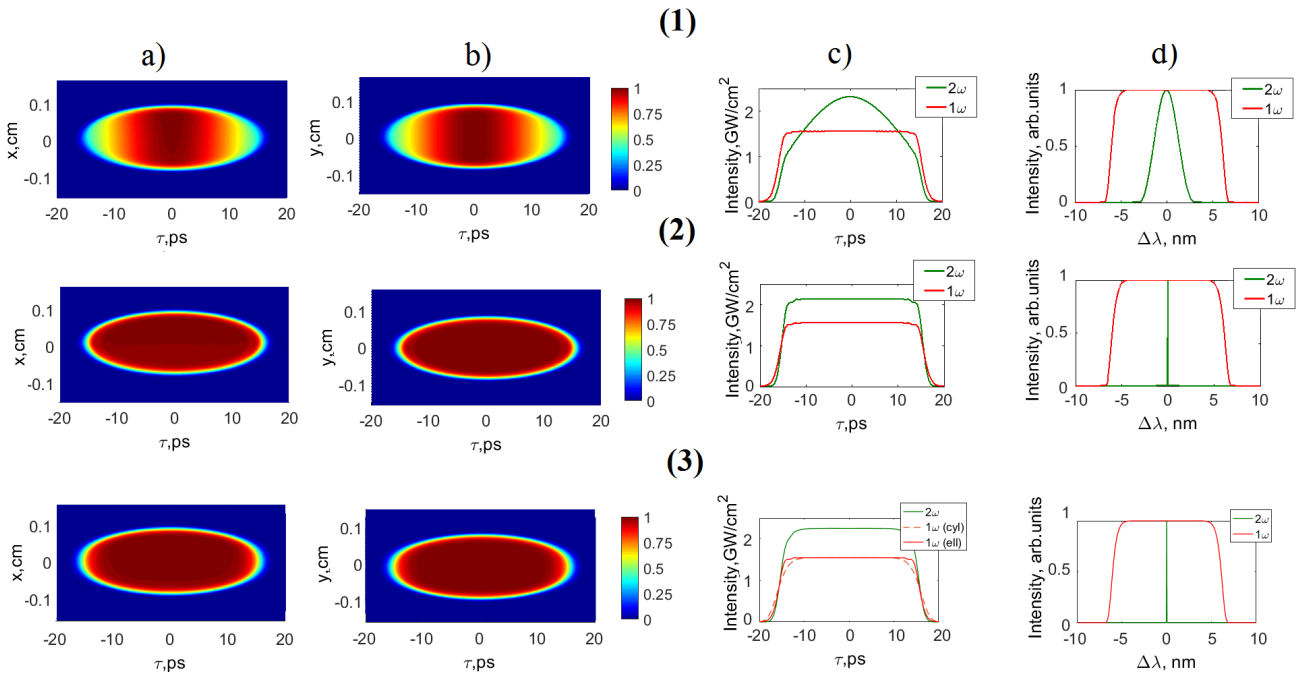 (1)
a)
b)
c)
d)
x,cm
0.1
0
-0.1
-20
-10
0
10
20
τ,ps
y,cm
0.1
0
-0.1
-20
-10
0
10
20
τ,ps
1
0.75
0.5
0.25
0
Intensity,GW/cm2
2
1
0
-20
-10
0
10
20
τ,ps
2ω
1ω
Intensity, arb.units
1
0.5
0
-10
-5
0
5
10
Δλ, nm
2ω
1ω
(2)
x,cm
0.1
0
-0.1
-20
-10
0
10
20
τ,ps
y,cm
0.1
0
-0.1
-20
-10
0
10
20
τ,ps
1
0.75
0.5
0.25
0
Intensity,GW/cm2
2
1
0
-20
-10
0
10
20
τ,ps
2ω
1ω
Intensity, arb.units
1
0.5
0
-10
-5
0
5
10
Δλ, nm
2ω
1ω
(3)
x,cm
0.1
0
-0.1
-20
-10
0
10
20
τ,ps
y,cm
0.1
0
-0.1
-20
-10
0
10
20
τ,ps
1
0.75
0.5
0.25
0
Intensity,GW/cm2
2
1
0
-20
-10
0
10
20
τ,ps
2ω
1ω (cyl)
1ω (ell)
Intensity, arb.units
1
0.5
0
-10
-5
0
5
10
Δλ, nm
2ω
1ω